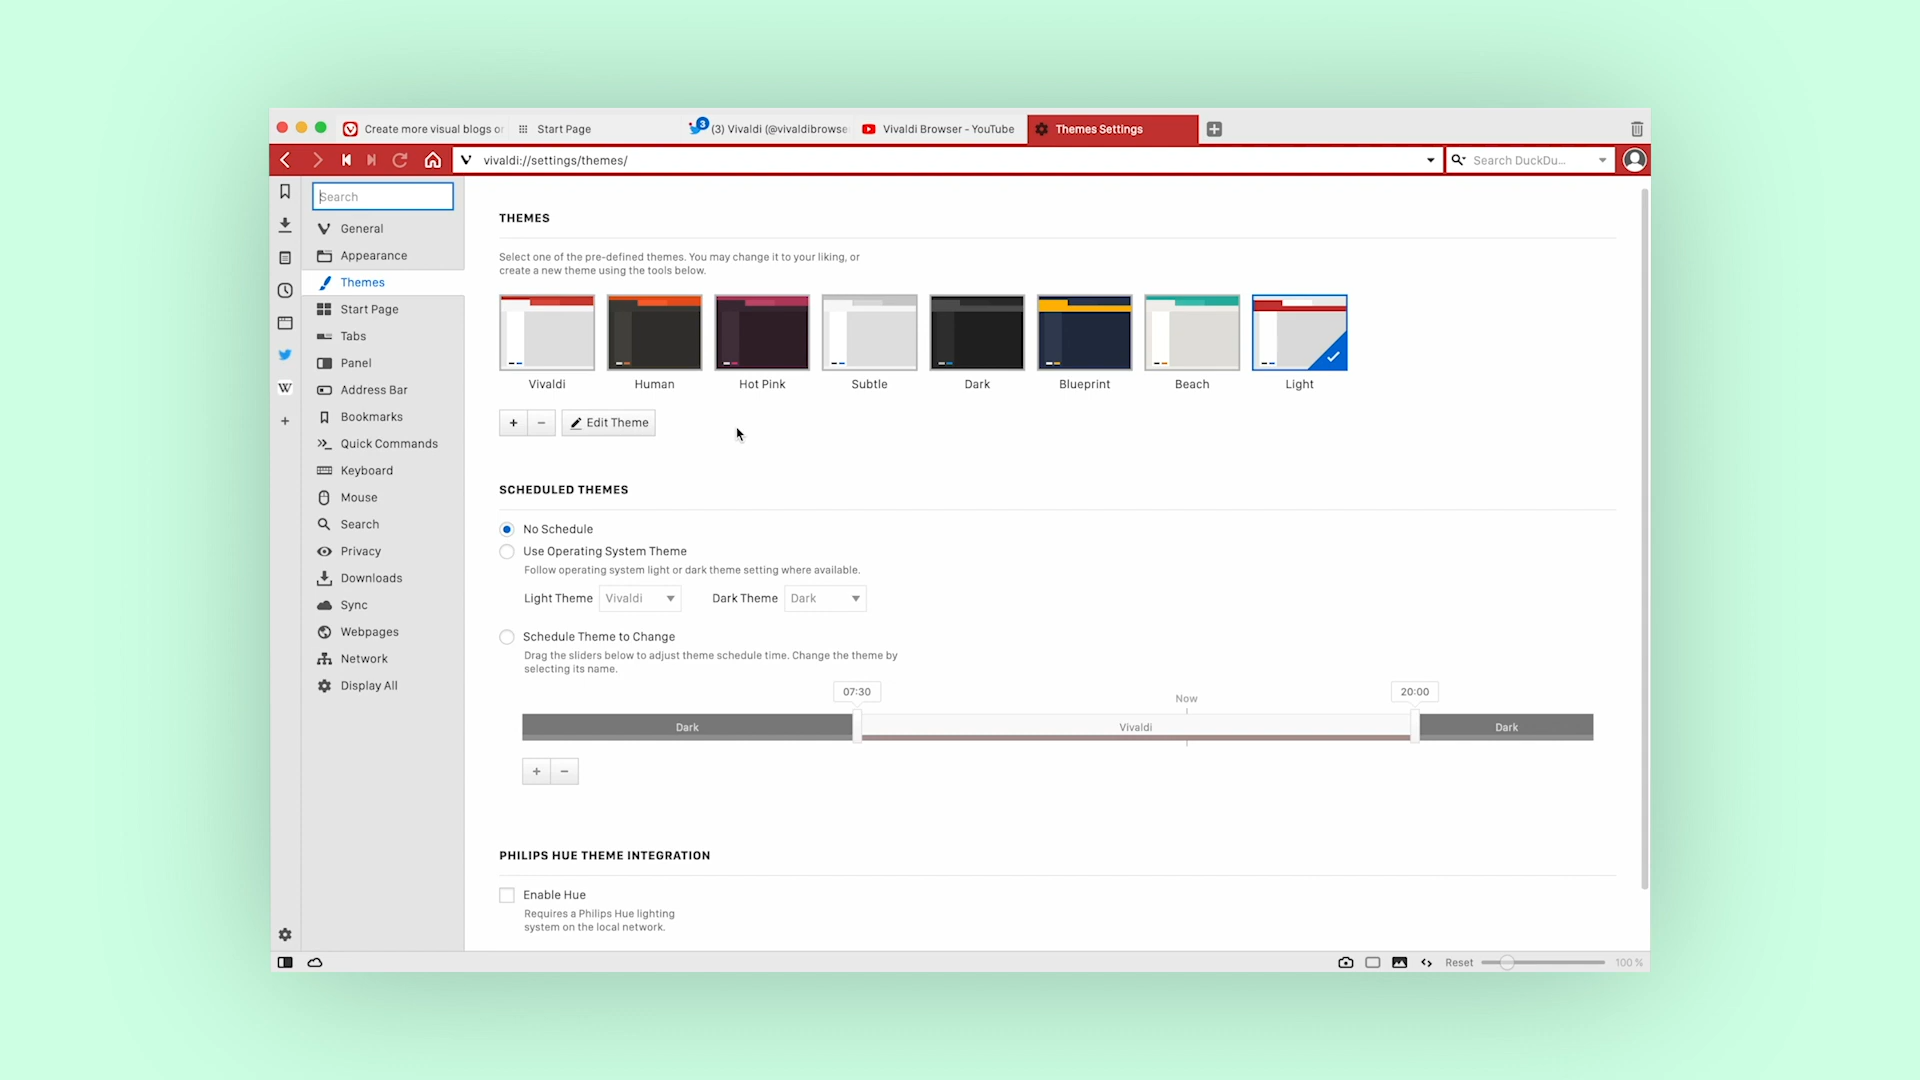 Create more visual blogs or
Start Page
3
(3) Vivaldi (@vivaldibrowse
Vivaldi Browser - YouTube
Themes Settings
vivaldi://settings/themes/
Search DuckDu...
Search
General
Appearance
Themes
Start Page
Tabs
Panel
Address Bar
Bookmarks
Quick Commands
Keyboard
Mouse
Search
Privacy
Downloads
Sync
Webpages
Network
Display All
W
THEMES
Select one of the pre-defined themes. You may change it to your liking, or
create a new theme using the tools below.
Vivaldi
Human
Hot Pink
Subtle
Dark
Blueprint
Beach
Light
Edit Theme
SCHEDULED THEMES
No Schedule
Use Operating System Theme
Follow operating system light or dark theme setting where available.
Light Theme
Vivaldi
Dark Theme
Dark
Schedule Theme to Change
Drag the sliders below to adjust theme schedule time. Change the theme by
selecting its name.
07:30
Now
20:00
Dark
Vivaldi
Dark
PHILIPS HUE THEME INTEGRATION
Enable Hue
Requires a Philips Hue lighting
system on the local network.
Reset
100 %